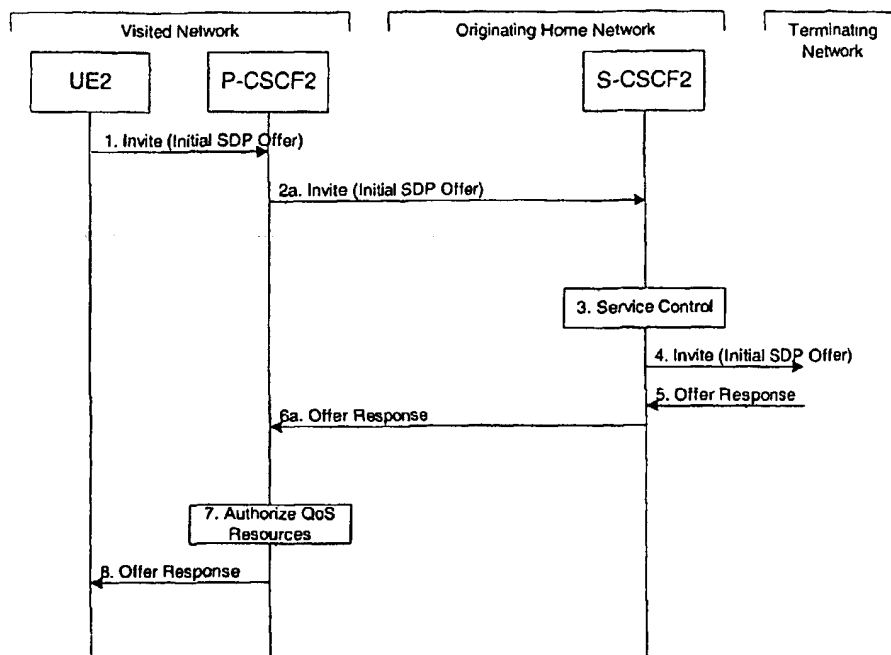 Visited Network
Originating Home Network
Terminating
Network
UE2
P-CSCF2
S-CSCF2
1. Invite (Initial SDP Offer)
2a. Invite (Initial SDP Offer)
3. Service Control
4. Invite (Initial SDP Offer)
5. Offer Response
6a. Offer Response
7. Authorize QoS
Resources
8. Offer Response